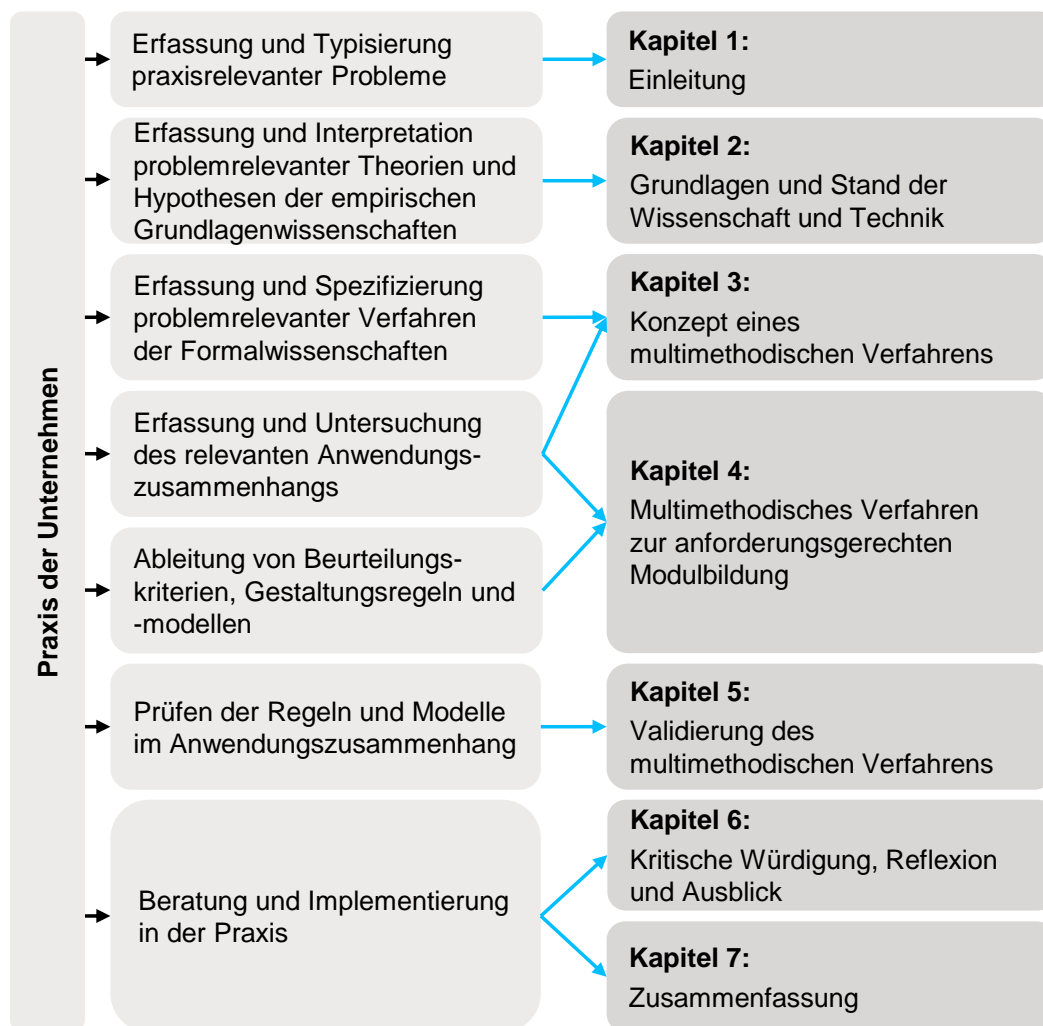 Praxis der Unternehmen
Erfassung und Typisierung
praxisrelevanter Probleme
Kapitel 1:
Einleitung
Erfassung und Interpretation
problemrelevanter Theorien und
Hypothesen der empirischen
Grundlagenwissenschaften
Kapitel 2:
Grundlagen und Stand der
Wissenschaft und Technik
Erfassung und Spezifizierung
problemrelevanter Verfahren
der Formalwissenschaften
Kapitel 3:
Konzept eines
multimethodischen Verfahrens
Erfassung und Untersuchung
des relevanten Anwendungs-
zusammenhangs
Kapitel 4:
Multimethodisches Verfahren
zur anforderungsgerechten
Modulbildung
Ableitung von Beurteilungs-
kriterien, Gestaltungsregeln und
-modellen
Prüfen der Regeln und Modelle
im Anwendungszusammenhang
Kapitel 5:
Validierung des
multimethodischen Verfahrens
Beratung und Implementierung
in der Praxis
Kapitel 6:
Kritische Würdigung, Reflexion
und Ausblick
Kapitel 7:
Zusammenfassung